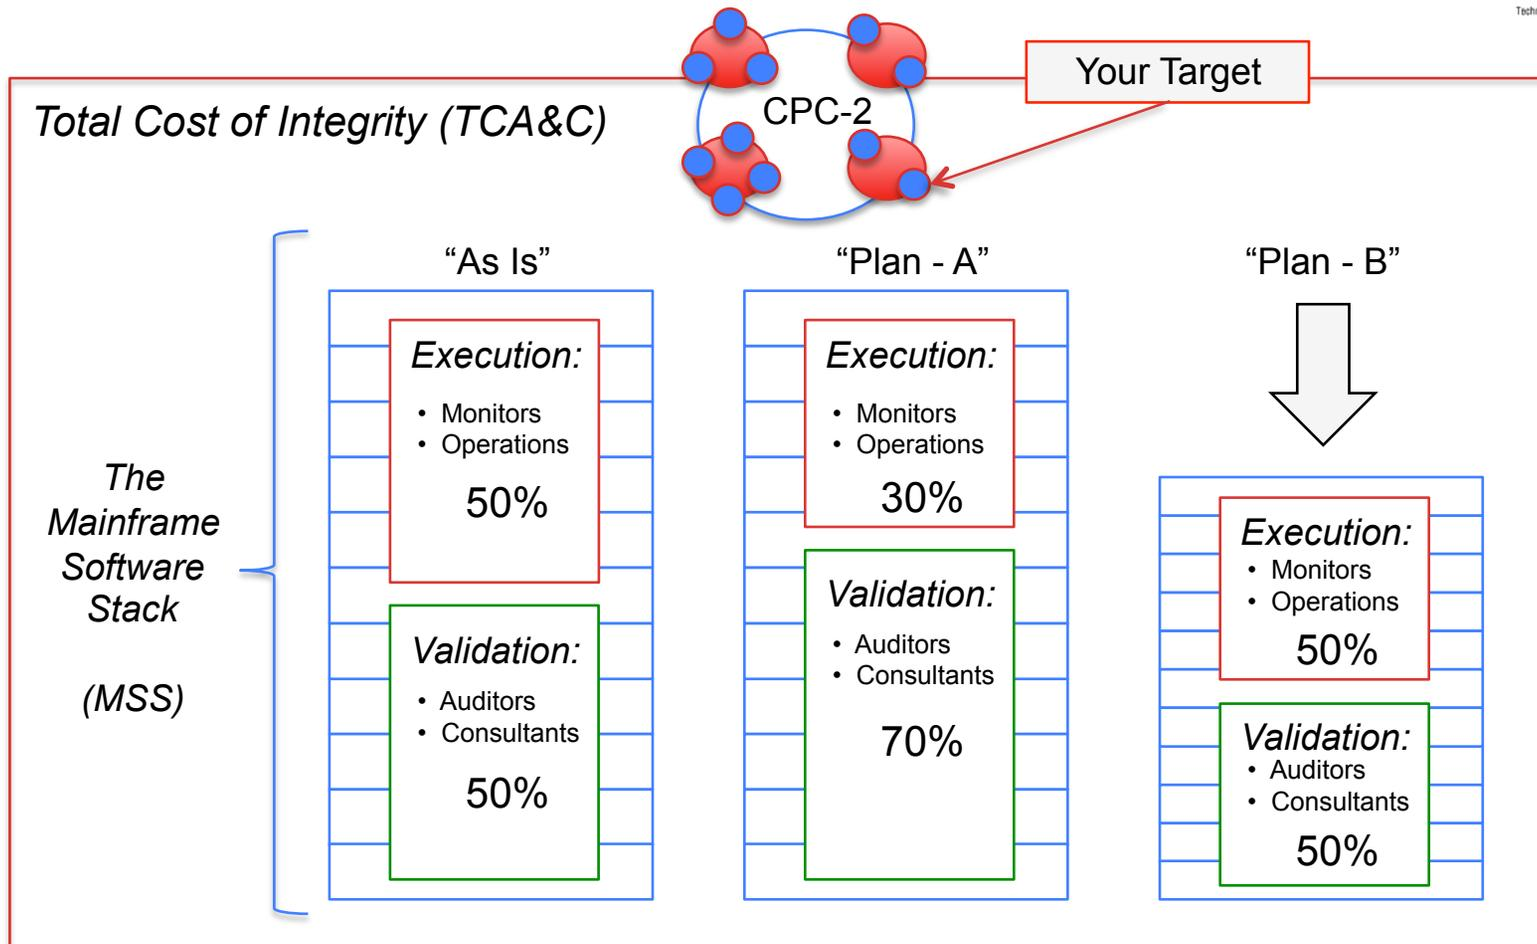 Techn
Your Target
CPC-2
Total Cost of Integrity (TCA&C)
“As Is”
“Plan - A”
“Plan - B”
The
Mainframe
Software
Stack
(MSS)
Execution:
• Monitors
• Operations
50%
Validation:
• Auditors
• Consultants
50%
Execution:
• Monitors
• Operations
30%
Validation:
• Auditors
• Consultants
70%
Execution:
• Monitors
• Operations
50%
Validation:
• Auditors
• Consultants
50%